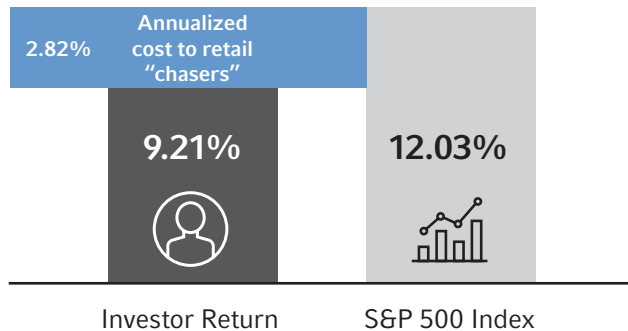 Annualized
2.82% cost to retail
“chasers”
9.21%
12.03%
Investor Return
S&P 500 Index